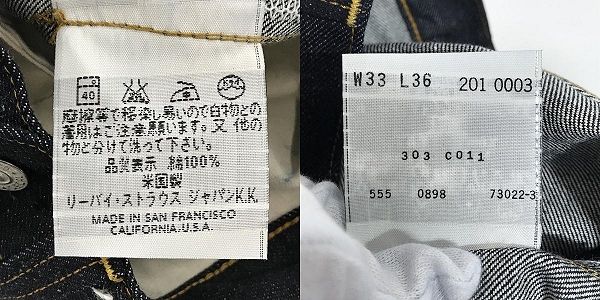 40
摩擦等で移染し易いので白物との
着用はご注意願います。又 他の
物と分けて洗って下さい。
品質表示 綿100%
米国製
リーバイ・ストラウス ジャパンK.K.
MADE IN SAN FRANCISCO
CALIFORNIA. U.S.A.
W33 L36 201 0003
303 C011
555 0898 73022-3